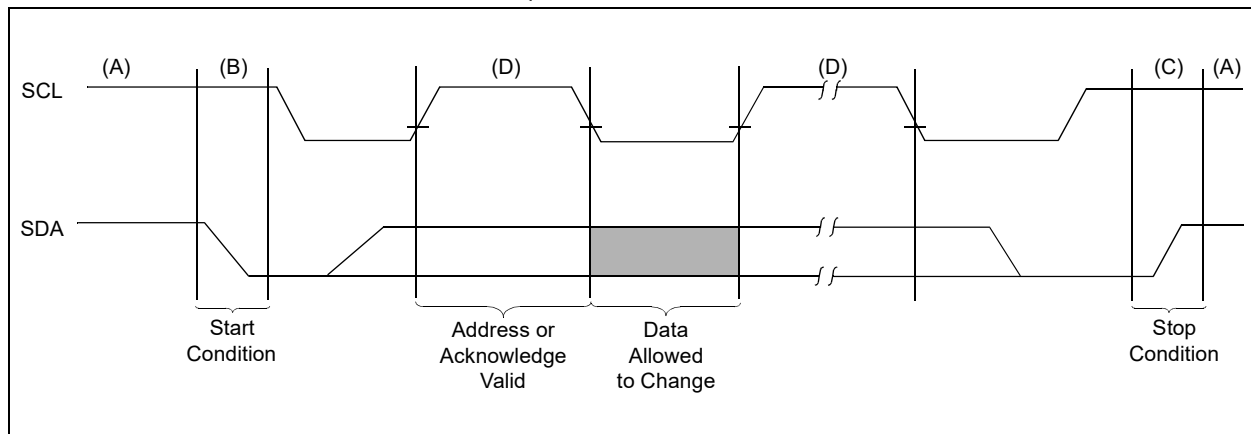 (A) (B) (D) (D) (C) (A)
SCL
SDA
Start
Condition
Address or
Acknowledge
Valid
Data
Allowed
to Change
Stop
Condition